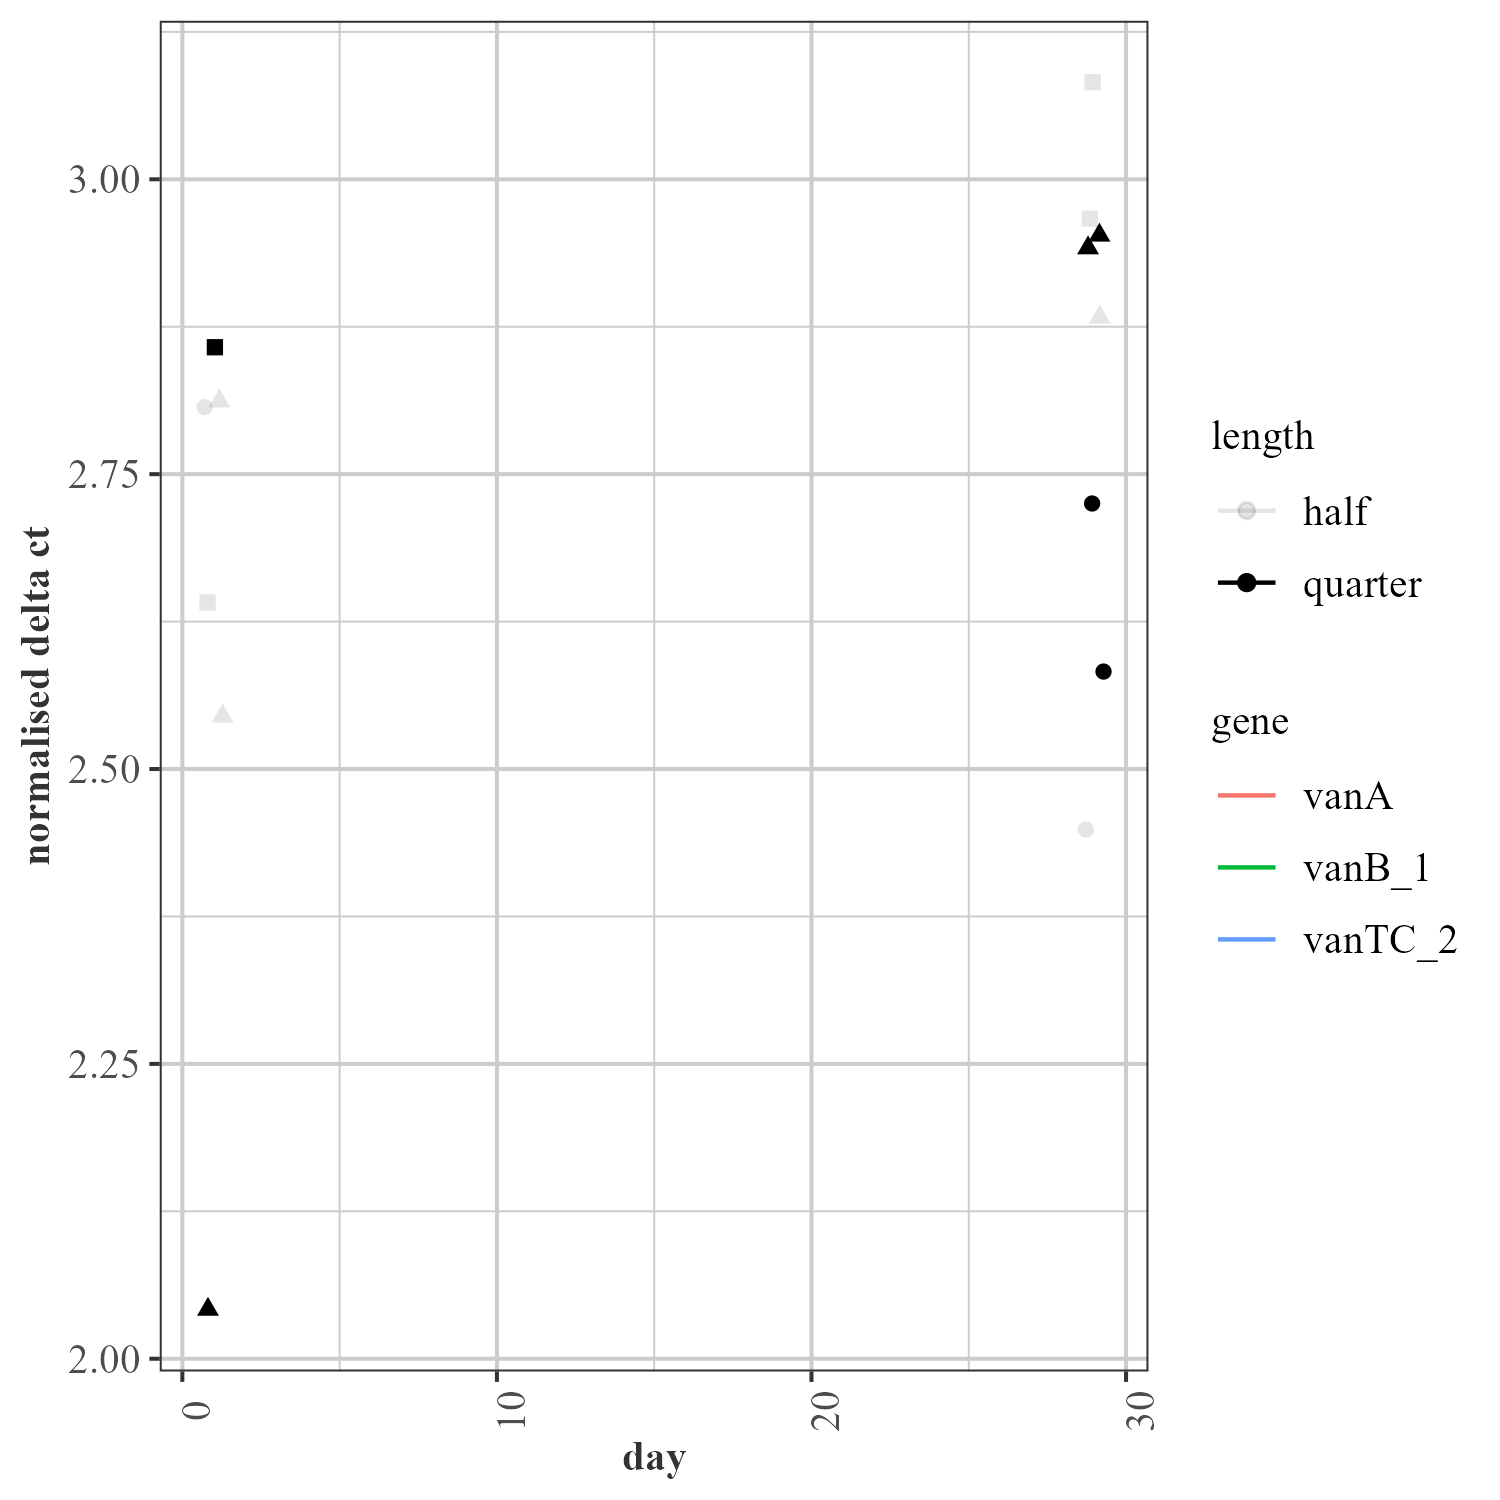 3.00
2.75
2.50
2.25
2.00
normalised delta ct
0
10
20
30
day
length
half
quarter
gene
vanA
vanB_1
vanTC_2